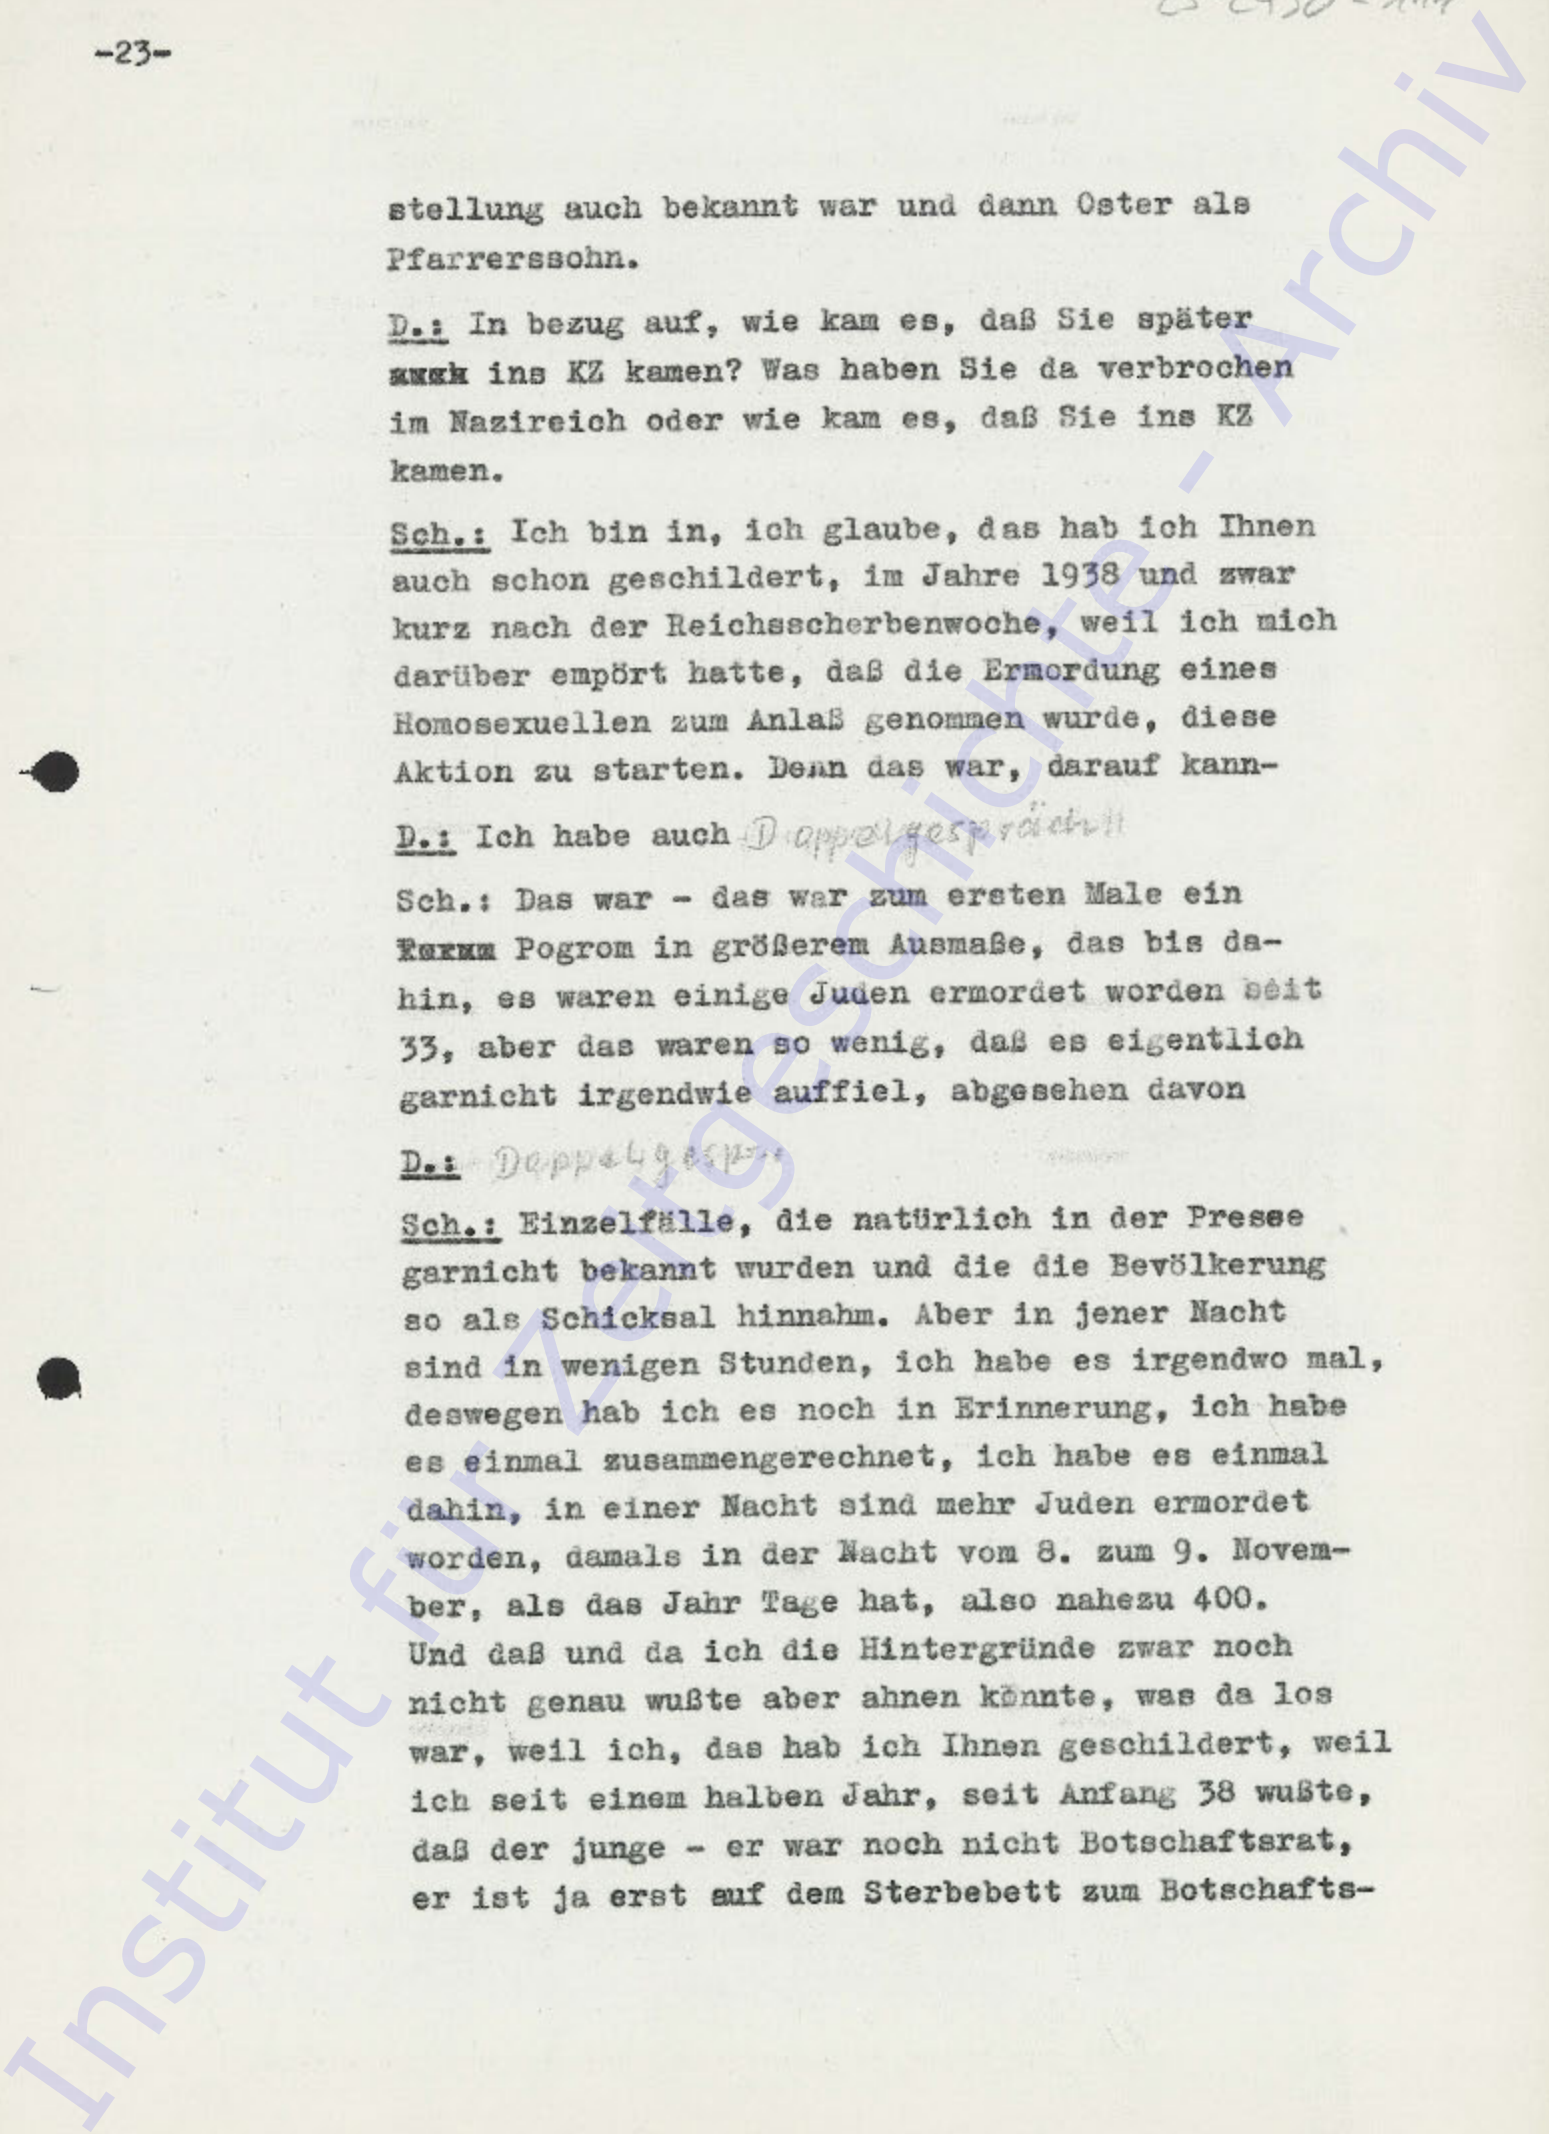 -23-
stellung auch bekannt war und dann Oster als
Pfarrerssohn.
D.: In bezug auf, wie kam es, daß Sie später
ins KZ kamen? Was haben Sie da verbrochen
im Nazireich oder wie kam es, daß Sie ins KZ
kamen.
Sch.: Ich bin in, ich glaube, das hab ich Ihnen
auch schon geschildert, im Jahre 1938 und zwar
kurz nach der Reichsscherbenwoche, weil ich mich
darüber empört hatte, daß die Ermordung eines
Homosexuellen zum Anlaß genommen wurde, diese
Aktion zu starten. Denn das war, darauf kann-
D.: Ich habe auch Doppelgespräch!!
Sch.: Das war - das war zum ersten Male ein
Pogrom in größerem Ausmaße, das bis da-
hin, es waren einige Juden ermordet worden seit
33, aber das waren so wenig, daß es eigentlich
garnicht irgendwie auffiel, abgesehen davon
D.: Doppelgespr.
Sch.: Einzelfälle, die natürlich in der Presse
garnicht bekannt wurden und die die Bevölkerung
so als Schicksal hinnahm. Aber in jener Nacht
sind in wenigen Stunden, ich habe es irgendwo mal,
deswegen hab ich es noch in Erinnerung, ich habe
es einmal zusammengerechnet, ich habe es einmal
dahin, in einer Nacht sind mehr Juden ermordet
worden, damals in der Nacht vom 8. zum 9. Novem-
ber, als das Jahr Tage hat, also nahezu 400.
Und daß und da ich die Hintergründe zwar noch
nicht genau wußte aber ahnen könnte, was da los
war, weil ich, das hab ich Ihnen geschildert, weil
ich seit einem halben Jahr, seit Anfang 38 wußte,
daß der junge - er war noch nicht Botschaftsrat,
er ist ja erst auf dem Sterbebett zum Botschafts-
Institut für Zeitgeschichte - Archiv